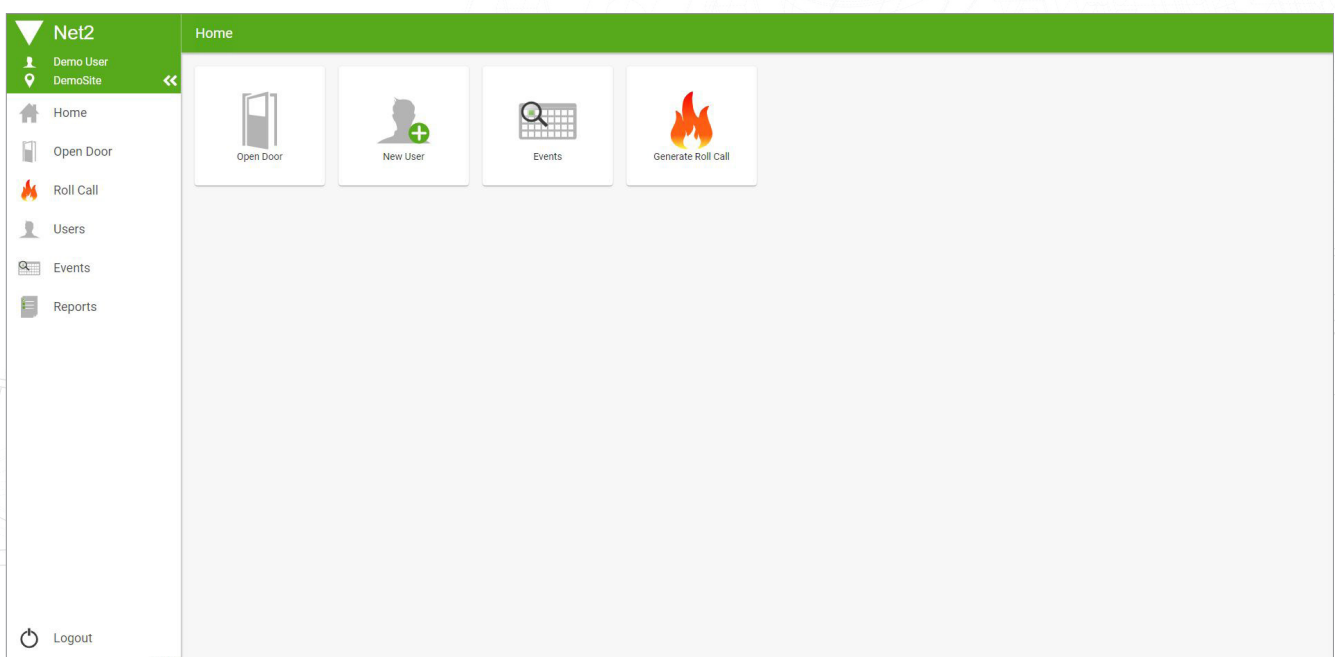 Net2
Demo User
DemoSite
Home
Open Door
Roll Call
Users
Events
Reports
Logout
Home
Open Door
New User
Events
Generate Roll Call